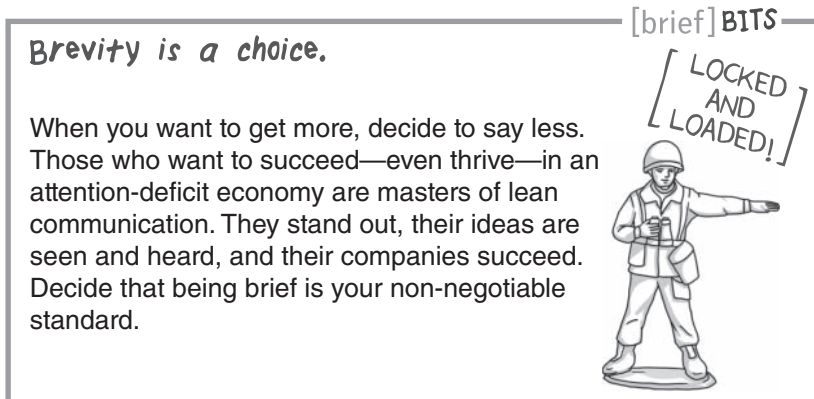 [brief] BITS
Brevity is a choice.
LOCKED
AND
LOADED!
When you want to get more, decide to say less.
Those who want to succeed—even thrive—in an
attention-deficit economy are masters of lean
communication. They stand out, their ideas are
seen and heard, and their companies succeed.
Decide that being brief is your non-negotiable
standard.